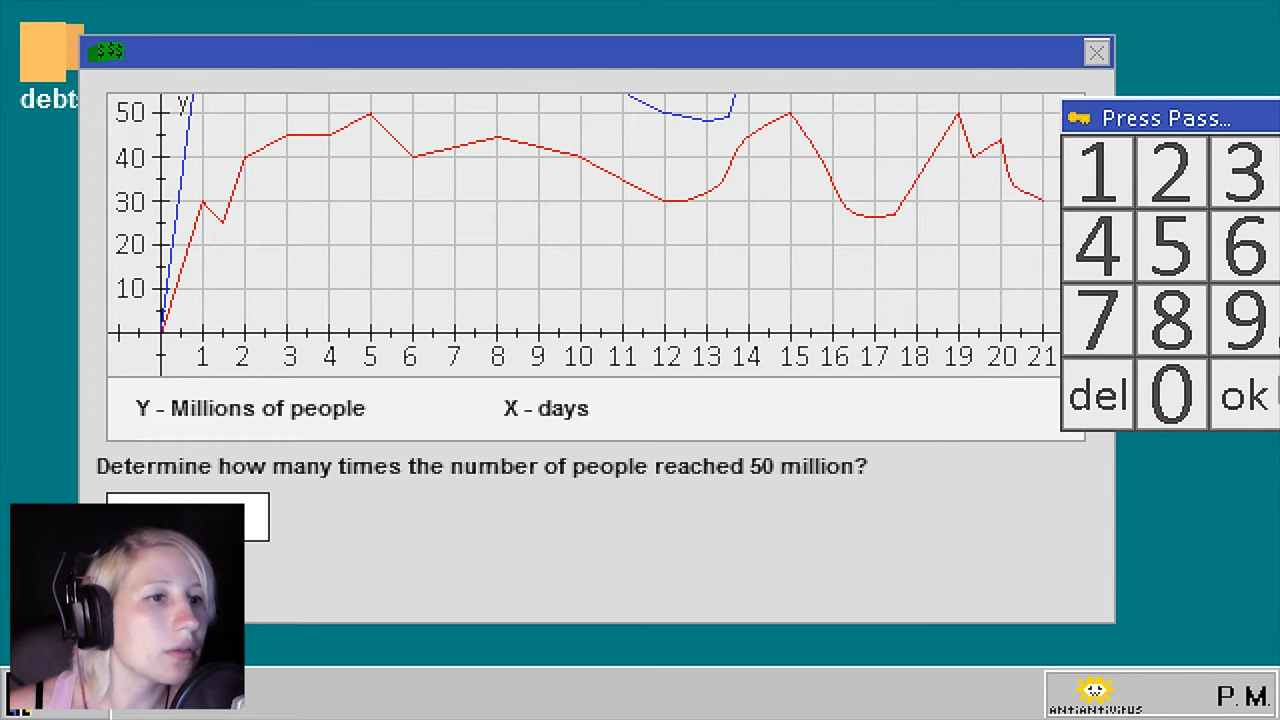 $$$
debts
Press Pass...
y
50
40
30
20
10
1 2 3 4 5 6 7 8 9 10 11 12 13 14 15 16 17 18 19 20 21
1 2 3
4 5 6
7 8 9
del 0 ok
Y - Millions of people X - days
Determine how many times the number of people reached 50 million?
ANTIANTIVITUS
P. M.